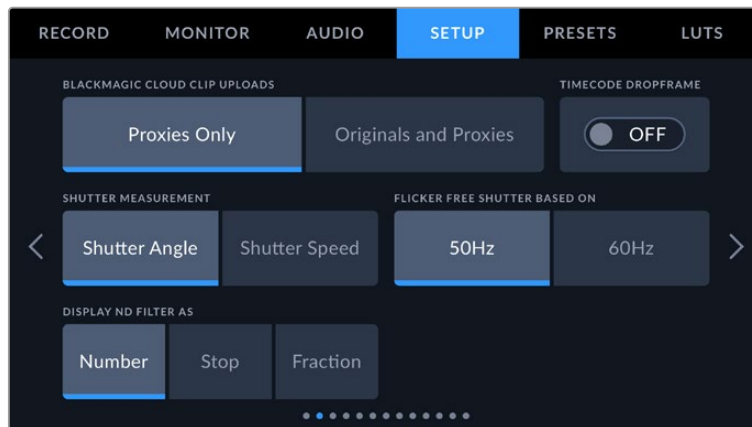 RECORD MONITOR AUDIO SETUP PRESETS LUTS
BLACKMAGIC CLOUD CLIP UPLOADS TIMECODE DROPFRAME
Proxies Only Originals and Proxies OFF
SHUTTER MEASUREMENT FLICKER FREE SHUTTER BASED ON
Shutter Angle Shutter Speed 50Hz 60Hz
DISPLAY ND FILTER AS
Number Stop Fraction